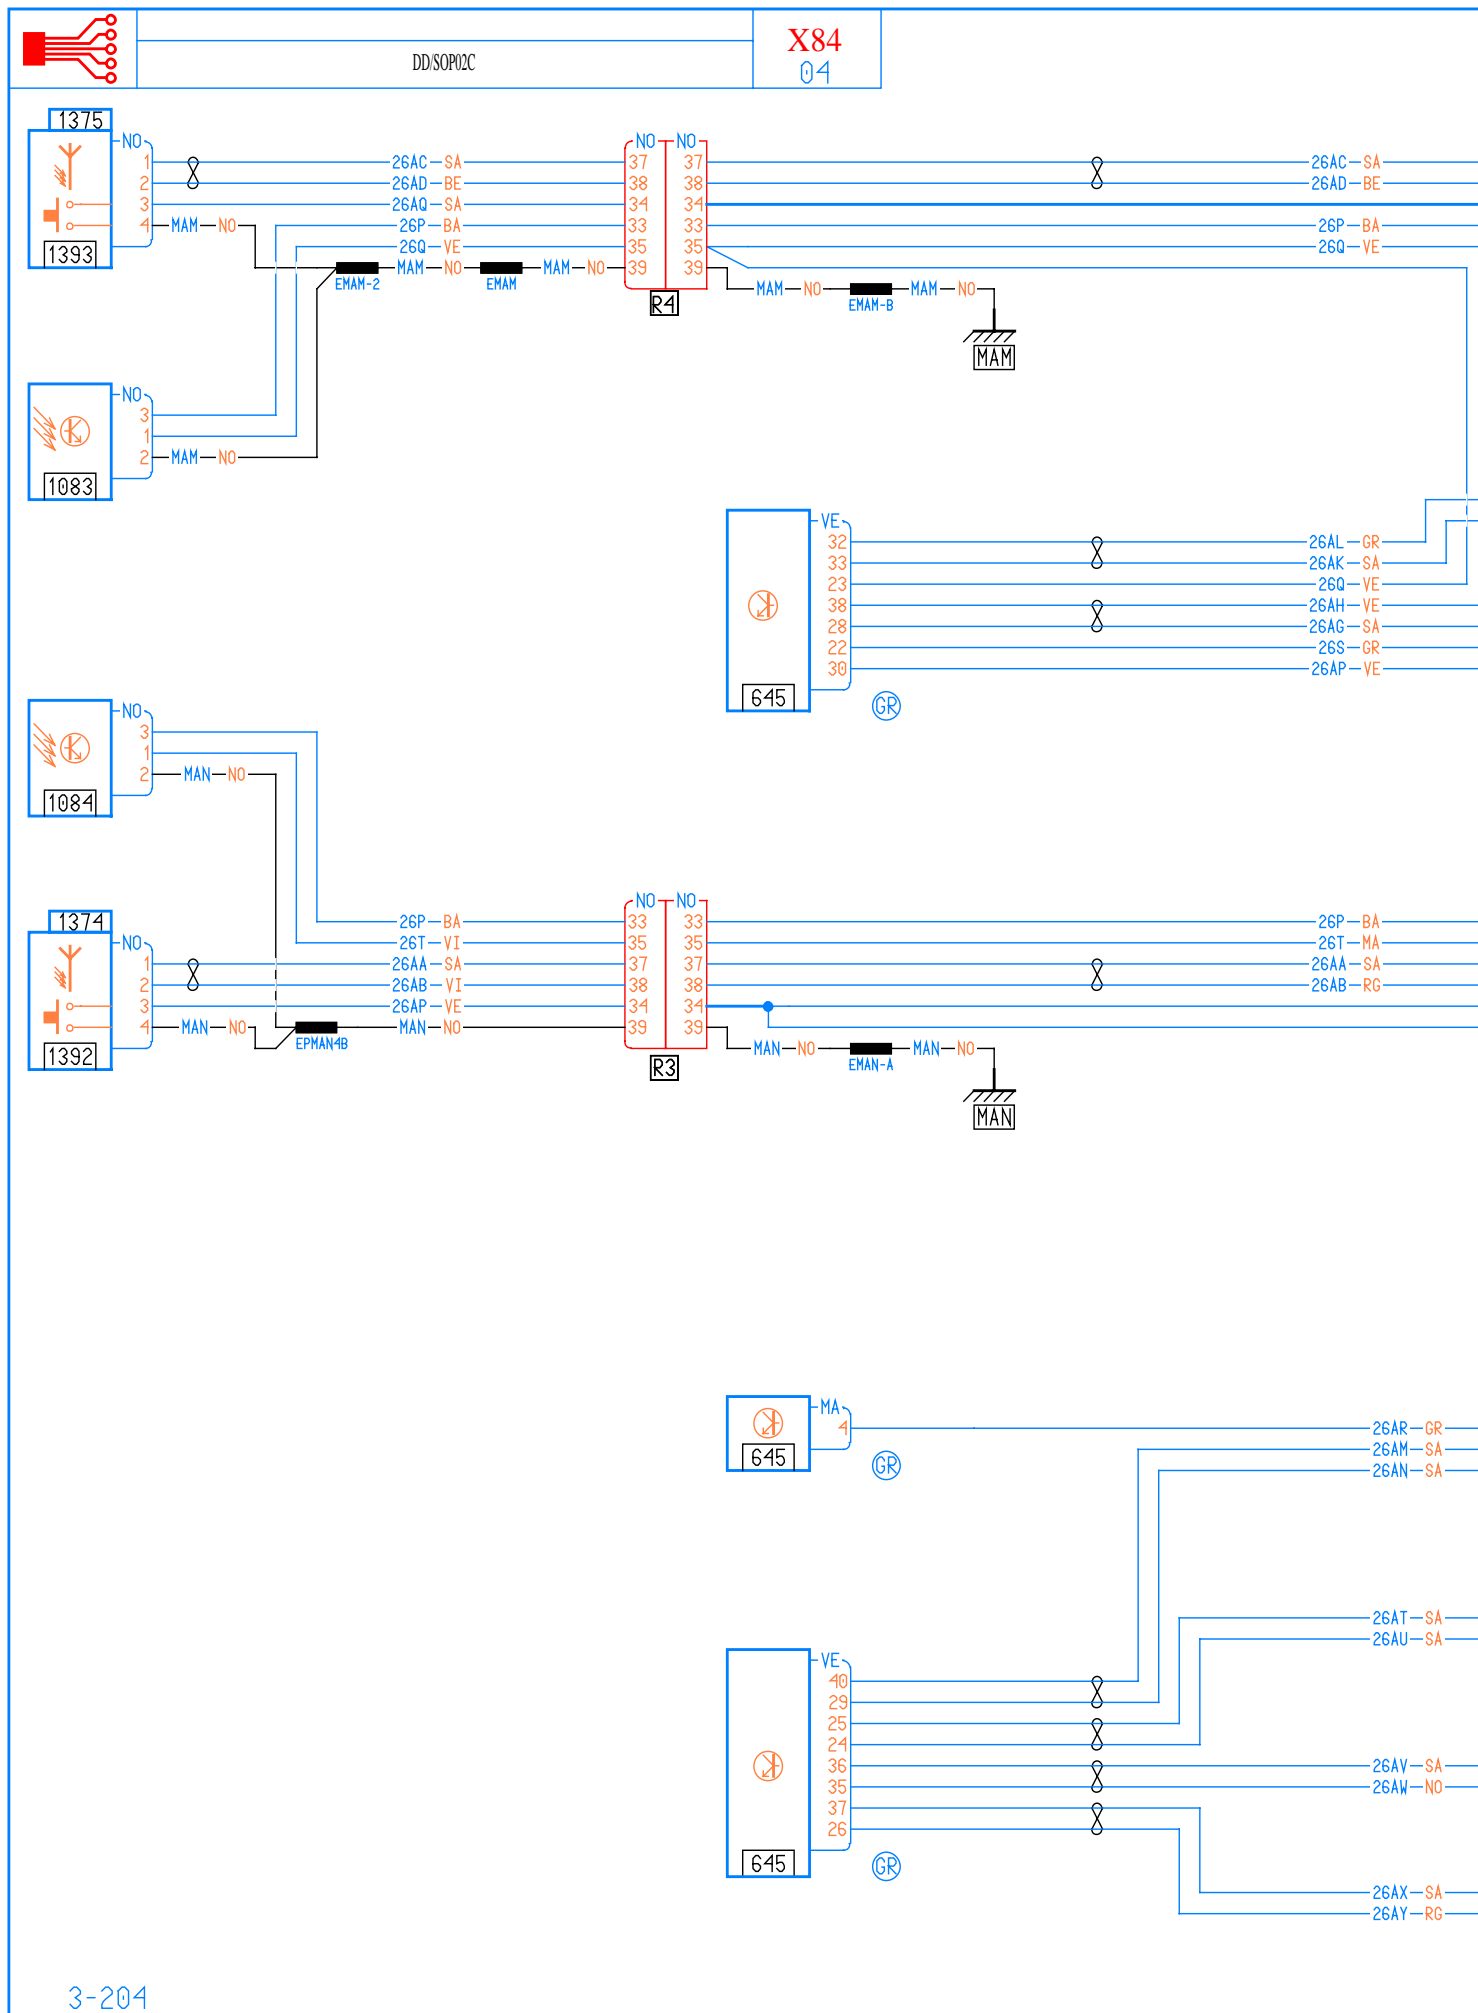 X84
DD/SOP02C
04
1375
NO
NO NO
1 26AC SA 37 37 26AC SA
2 26AD BE 38 38 26AD BE
3 26AQ SA 34 34
4 MAM NO 26P BA 33 33 26P BA
1393 26Q VE 35 35 26Q VE
MAM NO MAM NO 39 39
EMAM-2 EMAM
MAM NO MAM NO
EMAM-B
R4
MAM
NO
3
1
2 MAM NO
1083
VE
32 26AL GR
33 26AK SA
23 26Q VE
38 26AH VE
28 26AG SA
22 26S GR
30 26AP VE
645
GR
NO
3
1
2 MAN NO
1084
NO NO
1374 26P BA 33 33 26P BA
NO 26T VI 35 35 26T MA
1 26AA SA 37 37 26AA SA
2 26AB VI 38 38 26AB RG
3 26AP VE 34 34
4 MAN NO MAN NO 39 39
EPMAN4B
1392
MAN NO MAN NO
EMAN-A
R3
MAN
MA
4 26AR GR
26AM SA
645
GR
26AN SA
26AT SA
26AU SA
VE
40
29
25
24
36 26AV SA
35 26AW NO
37
26
645
GR
26AX SA
26AY RG
3-204